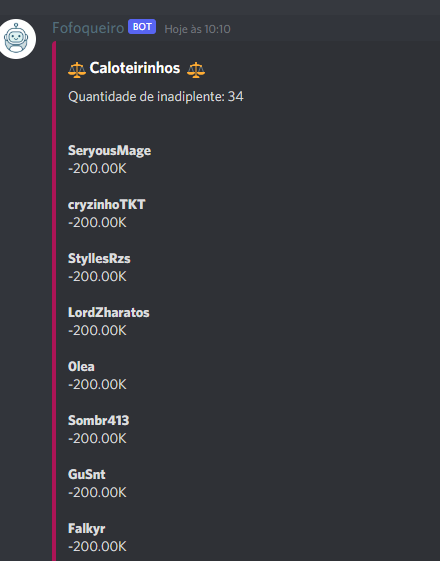 Fofoqueiro BOT Hoje às 10:10
⚖️ Caloteirinhos ⚖️
Quantidade de inadiplente: 34
SeryousMage
-200.00K
cryzinhoTKT
-200.00K
StyllesRzs
-200.00K
LordZharatos
-200.00K
0lea
-200.00K
Sombr413
-200.00K
GuSnt
-200.00K
Falkyr
-200.00K